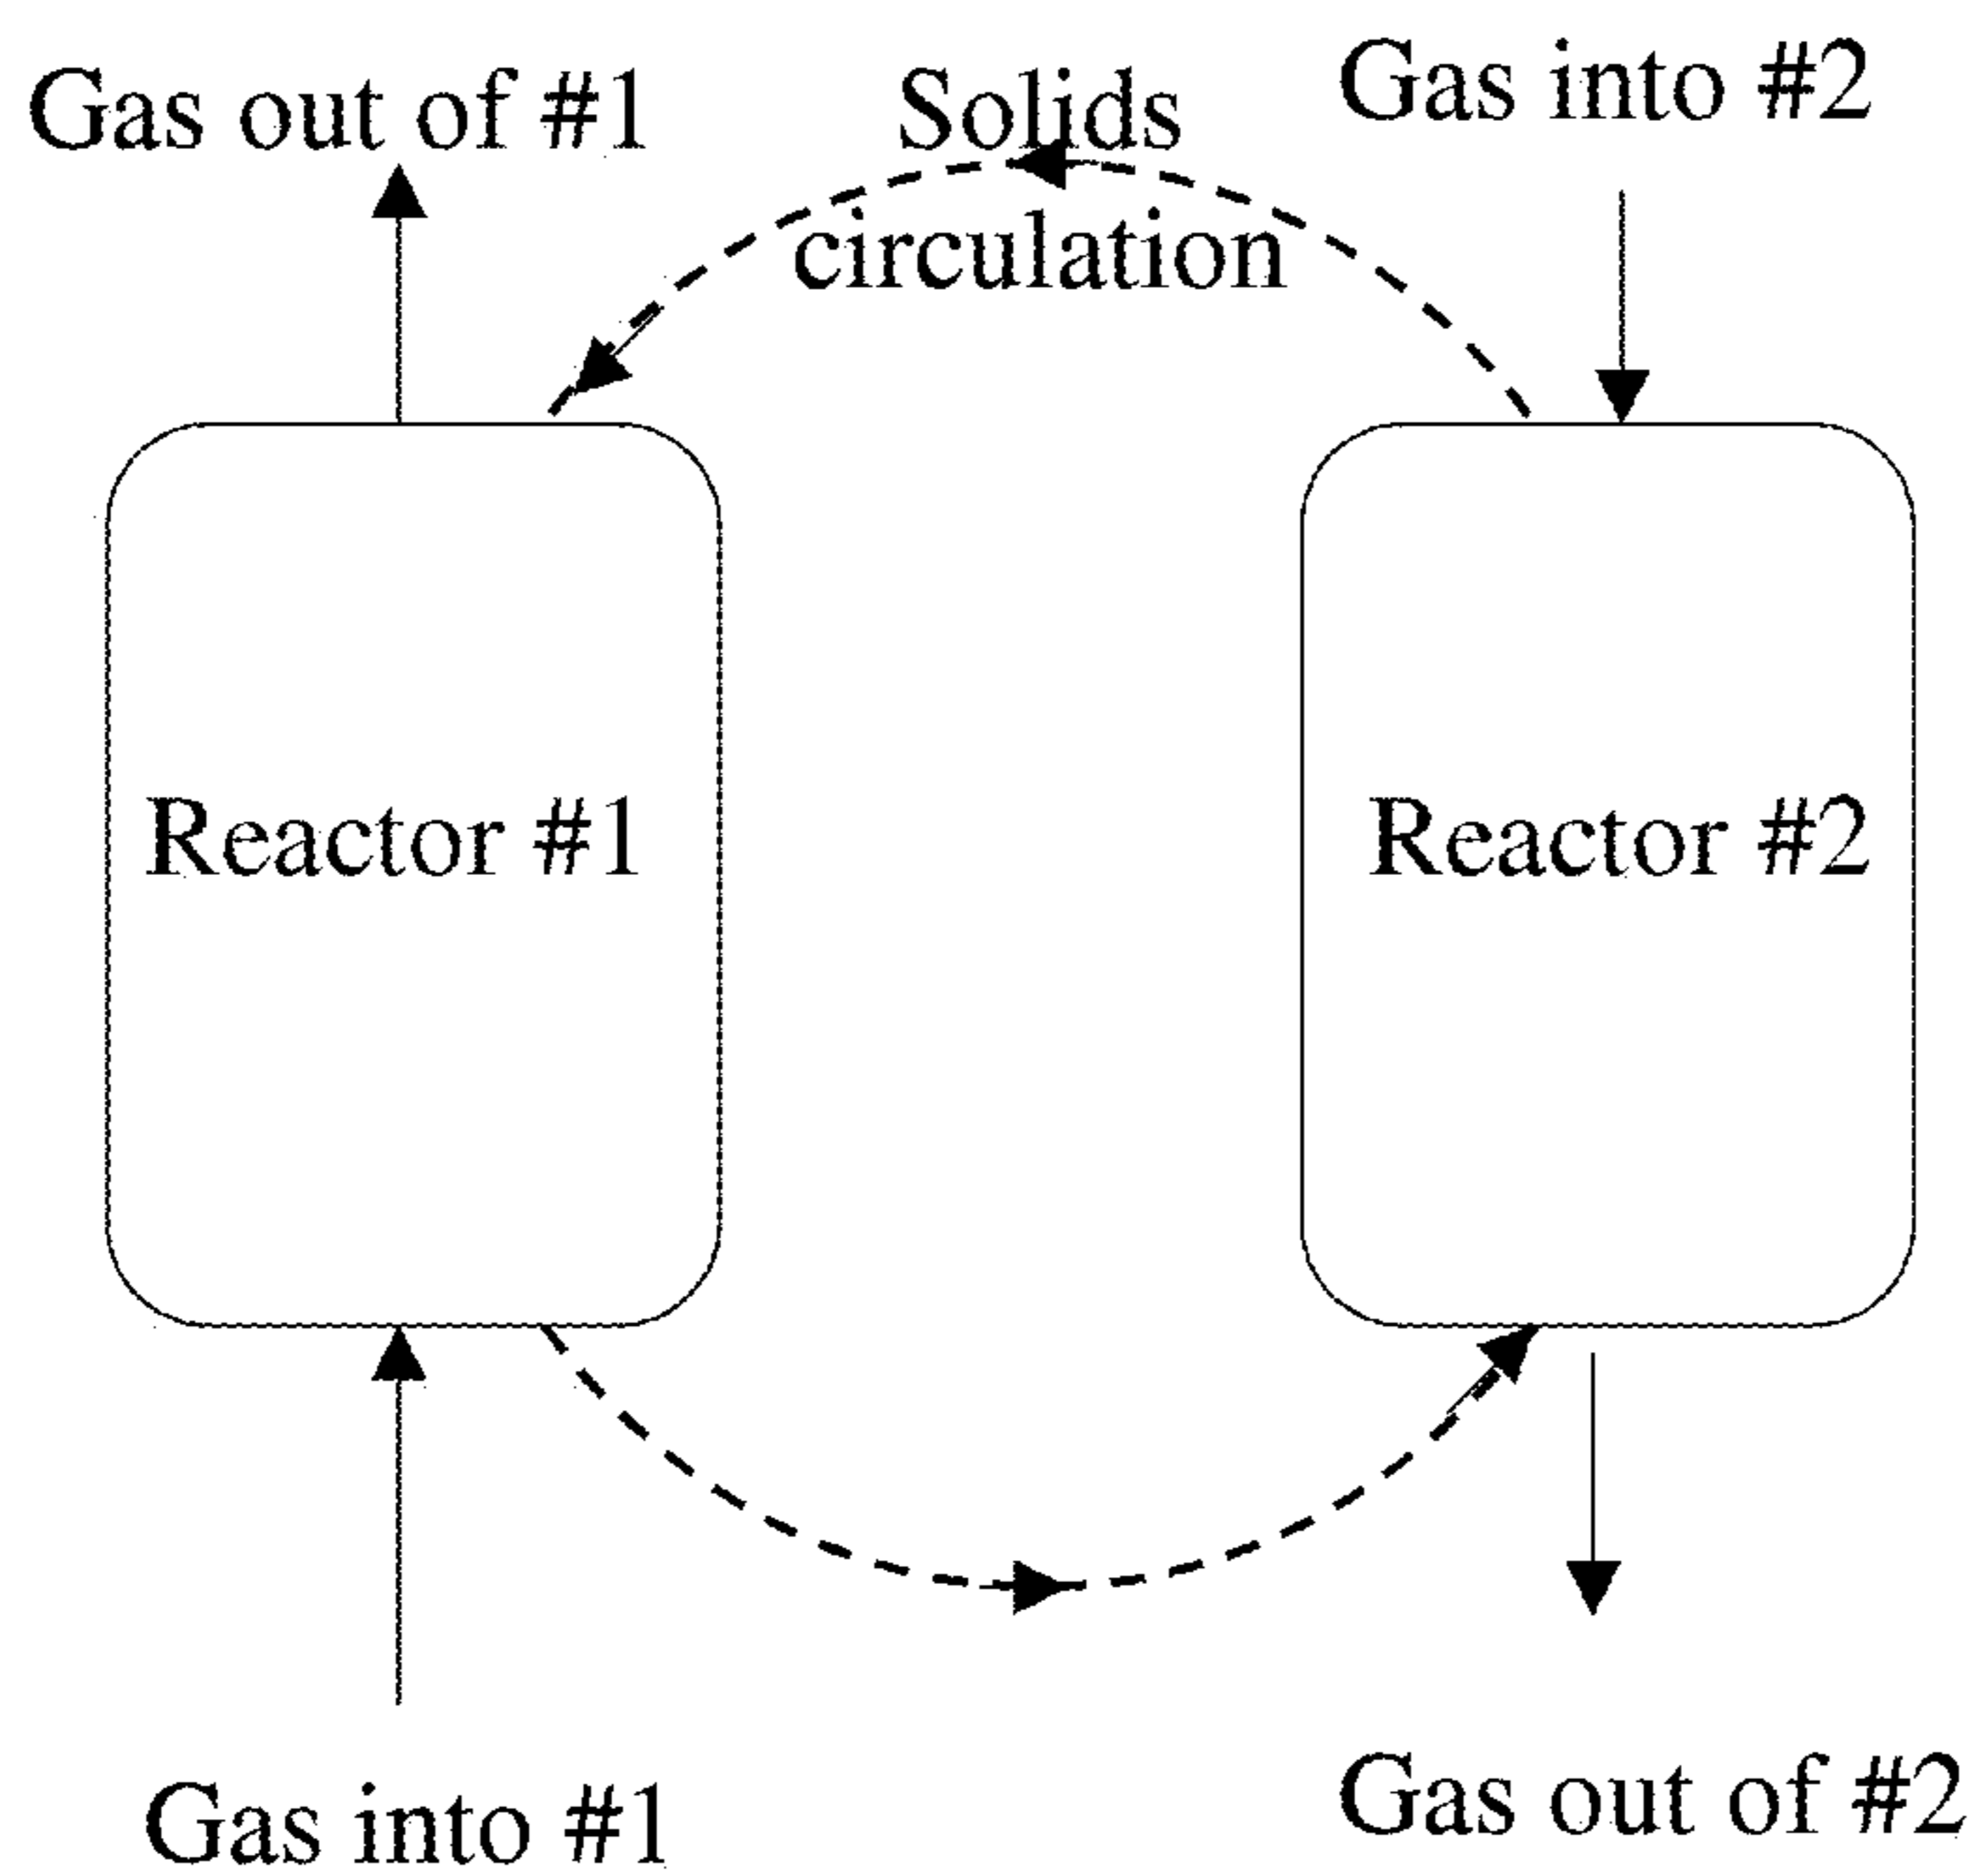 Gas out of #1
Solids
circulation
Gas into #2
Reactor #1
Reactor #2
Gas into #1
Gas out of #2